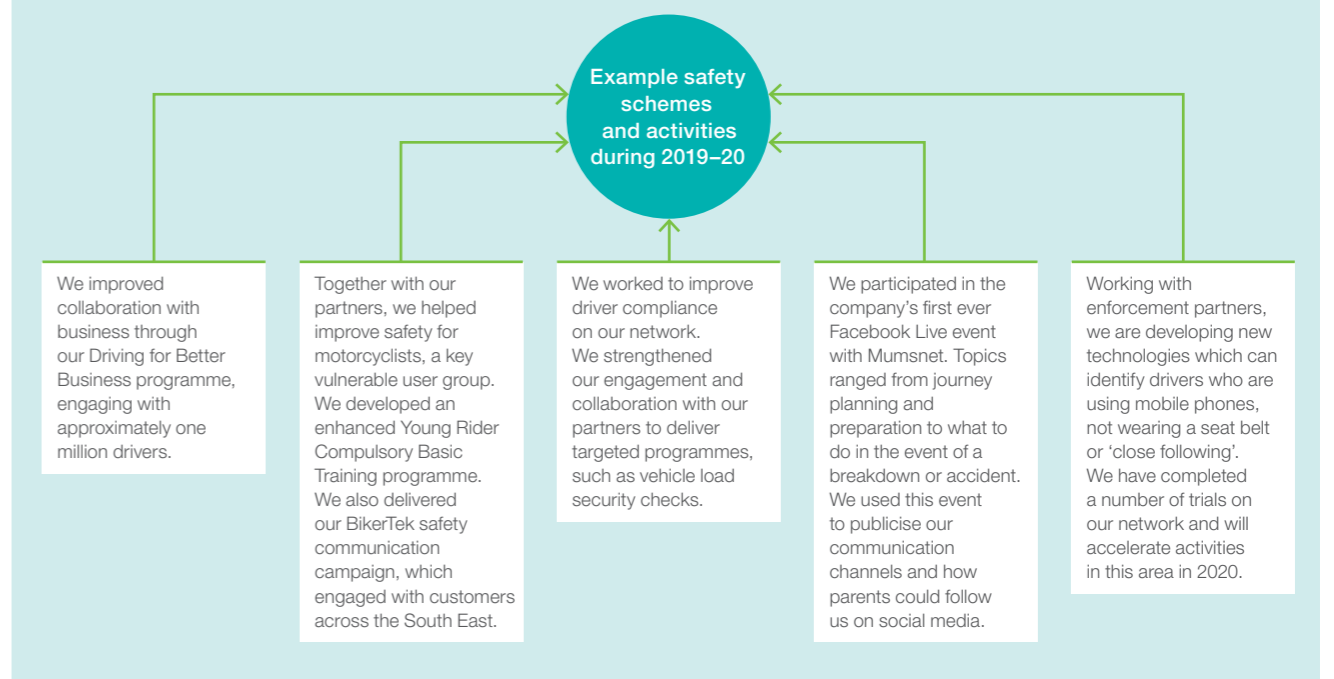 Example safety
schemes
and activities
during 2019–20
We improved
collaboration with
business through
our Driving for Better
Business programme,
engaging with
approximately one
million drivers.
Together with our
partners, we helped
improve safety for
motorcyclists, a key
vulnerable user group.
We developed an
enhanced Young Rider
Compulsory Basic
Training programme.
We also delivered
our BikerTek safety
communication
campaign, which
engaged with customers
across the South East.
We worked to improve
driver compliance
on our network.
We strengthened
our engagement and
collaboration with our
partners to deliver
targeted programmes,
such as vehicle load
security checks.
We participated in the
company’s first ever
Facebook Live event
with Mumsnet. Topics
ranged from journey
planning and
preparation to what to
do in the event of a
breakdown or accident.
We used this event
to publicise our
communication
channels and how
parents could follow
us on social media.
Working with
enforcement partners,
we are developing new
technologies which can
identify drivers who are
using mobile phones,
not wearing a seat belt
or ‘close following’.
We have completed
a number of trials on
our network and will
accelerate activities
in this area in 2020.